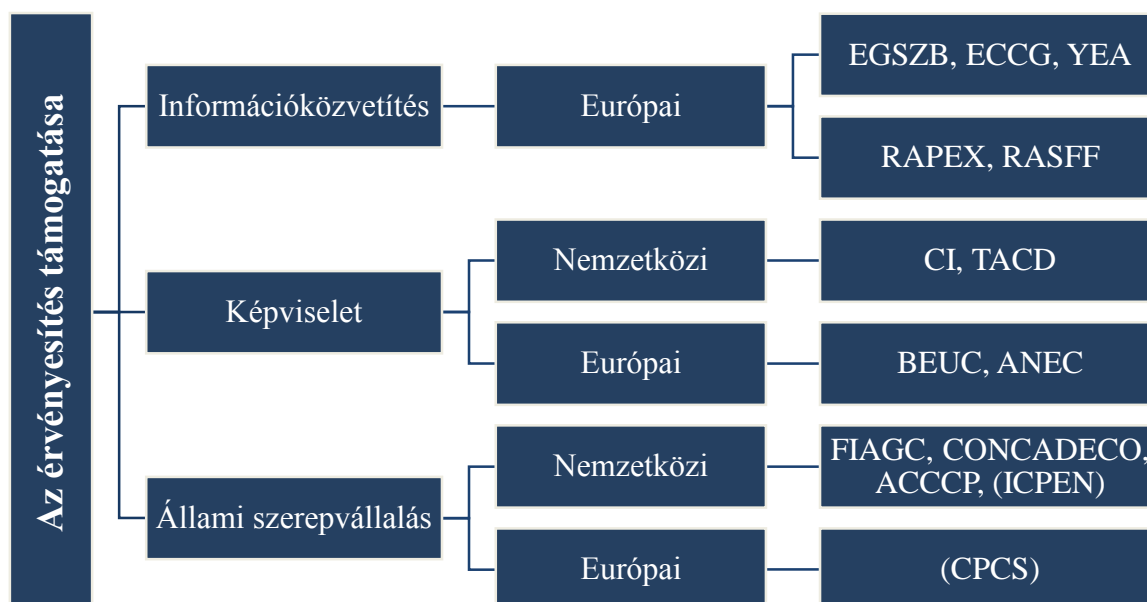 Az érvényesítés támogatása
Információközvetítés
Európai
EGSZB, ECCG, YEA
RAPEX, RASFF
Képviselet
Nemzetközi
CI, TACD
Európai
BEUC, ANEC
Állami szerepvállalás
Nemzetközi
FIAGC, CONCADECO,
ACCCP, (ICPEN)
Európai
(CPCS)